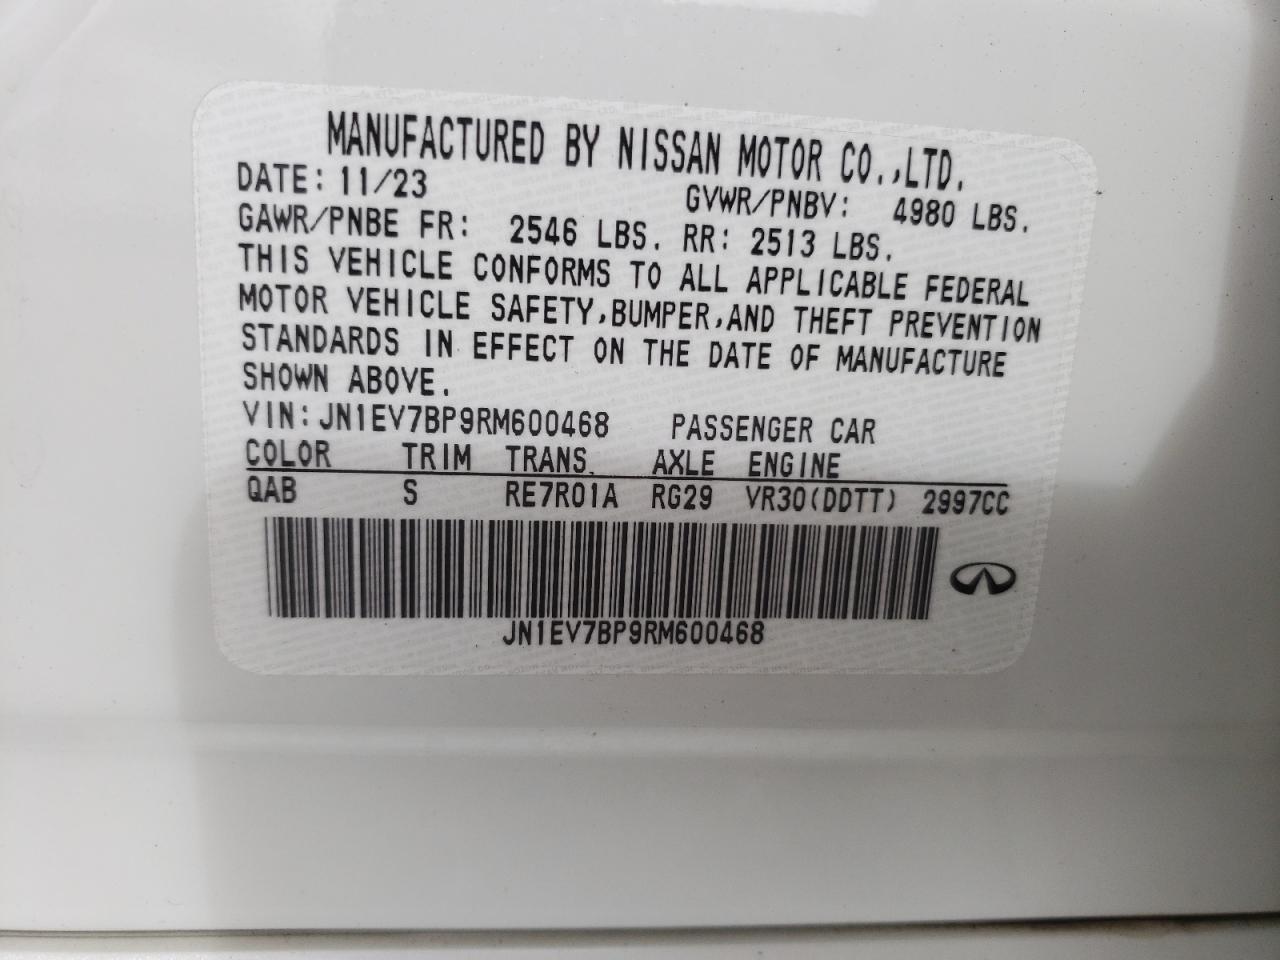 MANUFACTURED BY NISSAN MOTOR CO.,LTD.
DATE: 11/23 GVWR/PNBV: 4980 LBS.
GAWR/PNBE FR: 2546 LBS. RR: 2513 LBS.
THIS VEHICLE CONFORMS TO ALL APPLICABLE FEDERAL
MOTOR VEHICLE SAFETY,BUMPER,AND THEFT PREVENTION
STANDARDS IN EFFECT ON THE DATE OF MANUFACTURE
SHOWN ABOVE.
VIN:JN1EV7BP9RM600468 PASSENGER CAR
COLOR TRIM TRANS. AXLE ENGINE
QAB S RE7R01A RG29 VR30(DDTT) 2997CC
JN1EV7BP9RM600468